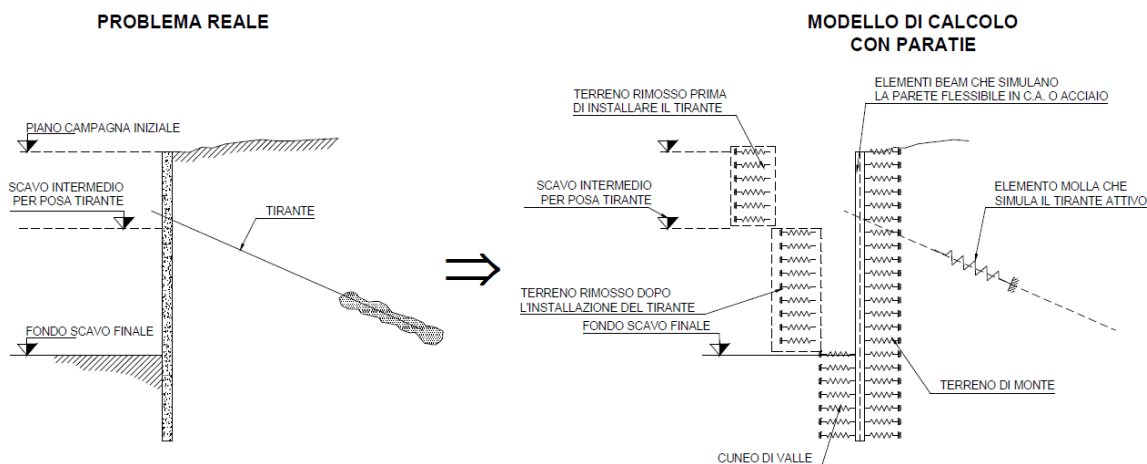 PROBLEMA REALE
PIANO CAMPAGNA INIZIALE
SCAVO INTERMEDIO
PER POSA TIRANTE
TIRANTE
FONDO SCAVO FINALE
MODELLO DI CALCOLO
CON PARATIE
TERRENO RIMOSSO PRIMA
DI INSTALLARE IL TIRANTE
ELEMENTI BEAM CHE SIMULANO
LA PARETE FLESSIBILE IN C.A. O ACCIAIO
SCAVO INTERMEDIO
PER POSA TIRANTE
ELEMENTO MOLLA CHE
SIMULA IL TIRANTE ATTIVO
TERRENO RIMOSSO DOPO
L'INSTALLAZIONE DEL TIRANTE
FONDO SCAVO FINALE
TERRENO DI MONTE
CUNEO DI VALLE